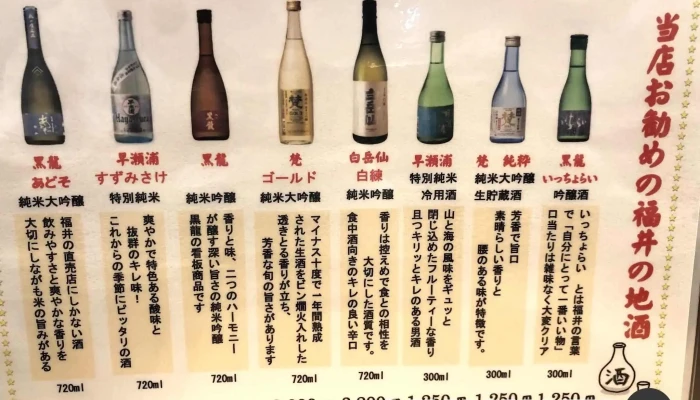 当店お勧めの福井の地酒
黒龍
いっちょらい
吟醸酒
いっちょらい とは福井の言葉
で「自分にとって一番いい物」
口当たりは雑味なく大変クリア
300ml
梵 純粋
純米大吟醸
生貯蔵酒
芳香で旨口
素晴らしい香りと
腰のある味が特徴です。
300ml
早瀬浦
特別純米
冷用酒
山と海の風味をギュッと
閉じ込めたフルーティーな香り
且つキリッとキレのある男酒
300ml
白岳仙
白練
純米吟醸
香りは控えめで食との相性を
大切にした酒質です。
食中酒向きのキレの良い辛口
720ml
梵
ゴールド
純米大吟醸
マイナス十度で一年間熟成
された生酒をビン燗火入れした
透きとる香りが立ち、
芳香な旬の旨さがあります
720ml
黒龍
純米吟醸
香りと味、二つのハーモニー
が醸す深い旨さの純米吟醸
黒龍の看板商品です
720ml
早瀬浦
すずみさけ
特別純米
爽やかで特色ある酸味と
抜群のキレ味！
これからの季節にピッタリの酒
720ml
黒龍
あどそ
純米大吟醸
福井の直売店にしかない酒
飲みやすさと爽やかな香りを
大切にしながらも米の旨みがある
720ml
酒
1,250
1,250
1,250